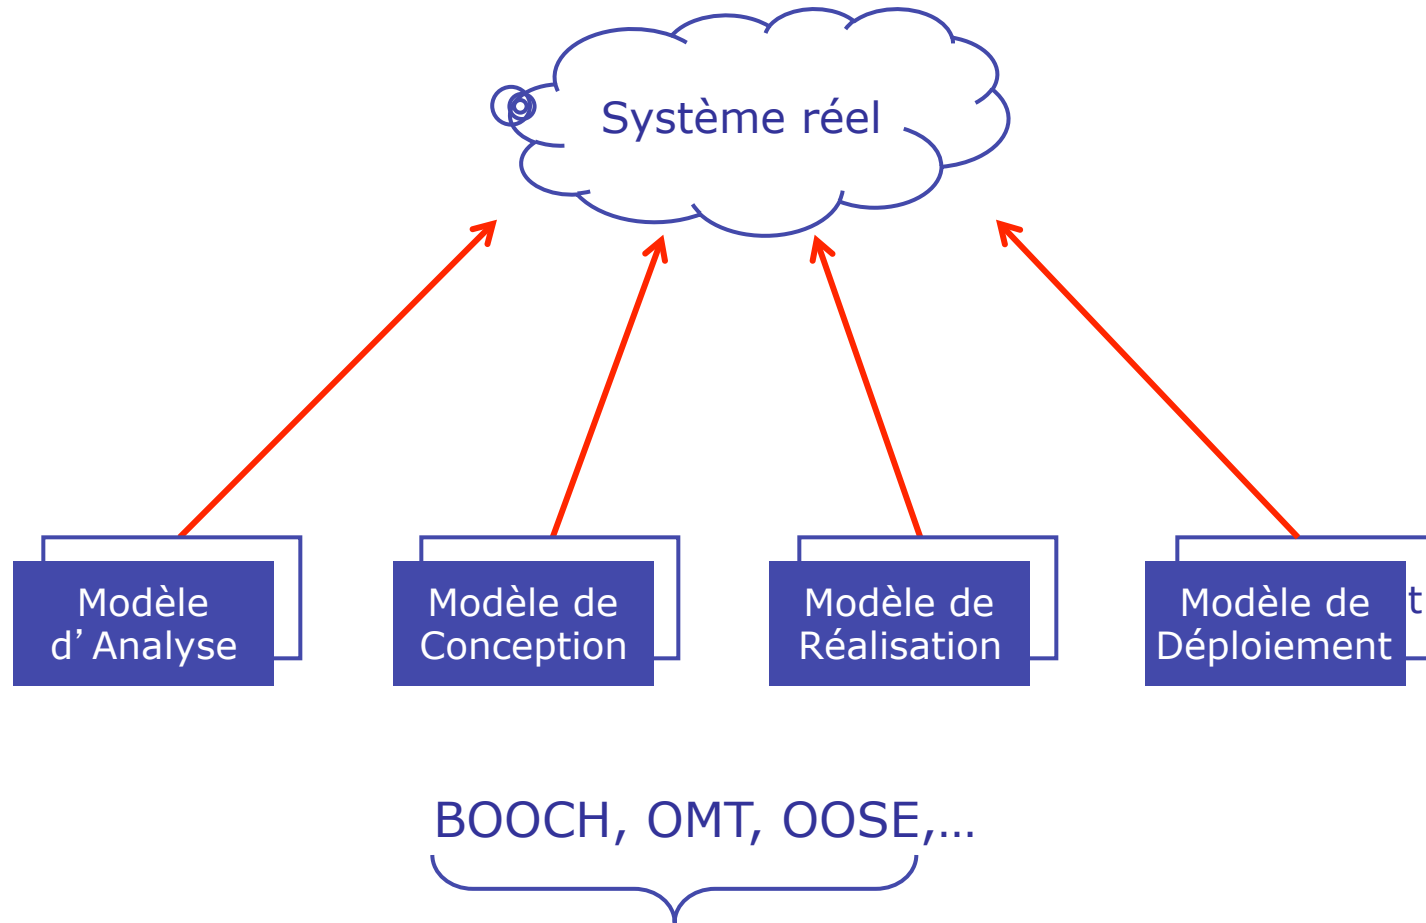 Système réel
Modèle
d’Analyse
Modèle de
Conception
Modèle de
Réalisation
Modèle de
Déploiement
t
BOOCH, OMT, OOSE,…